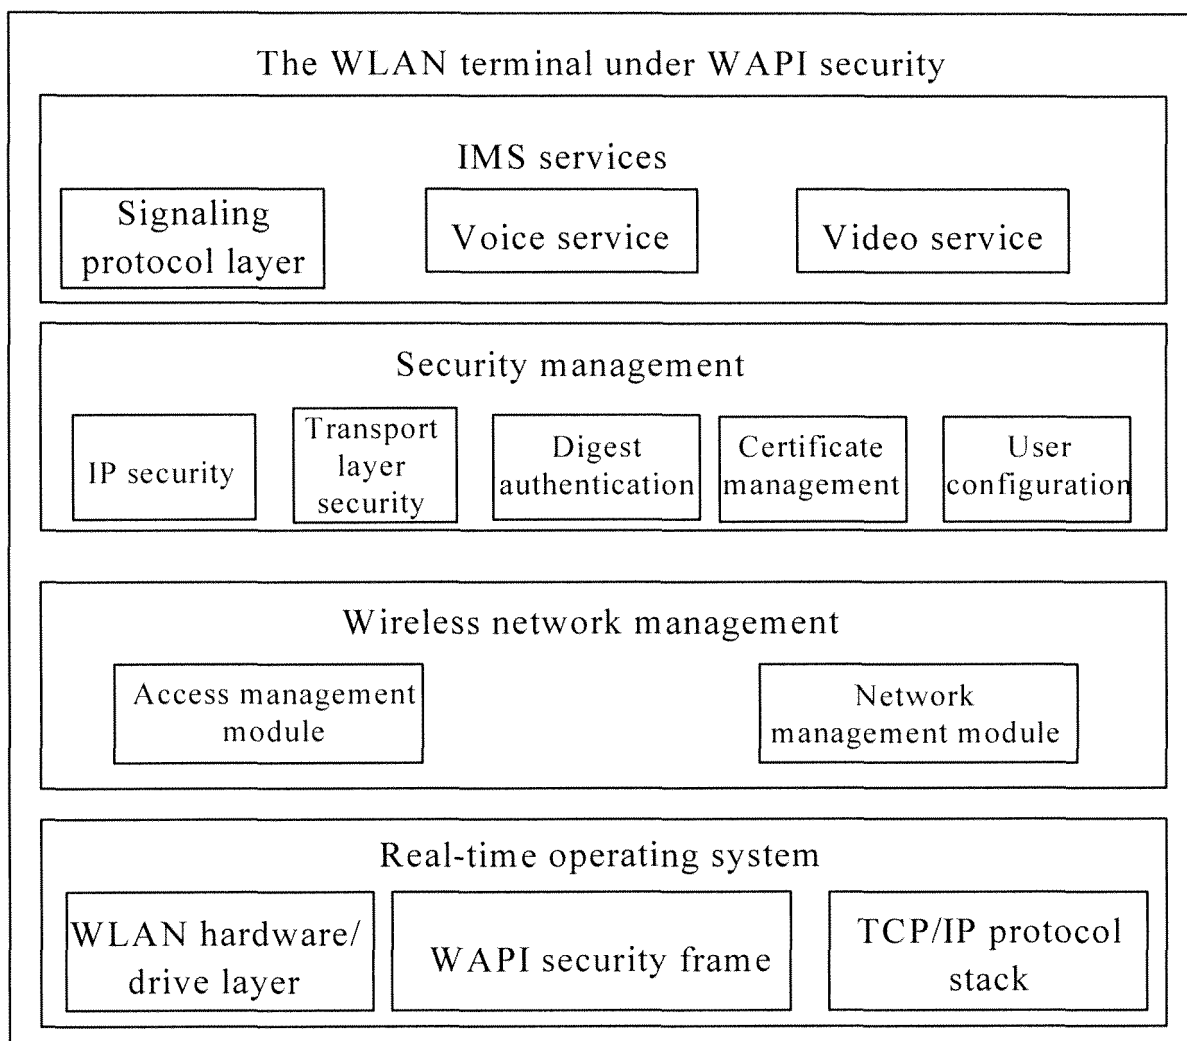 The WLAN terminal under WAPI security
IMS services
Signaling
protocol layer
Voice service
Video service
Security management
IP security
Transport
layer
security
Digest
authentication
Certificate
management
User
configuration
Wireless network management
Access management
module
Network
management module
Real-time operating system
WLAN hardware/
drive layer
WAPI security frame
TCP/IP protocol
stack